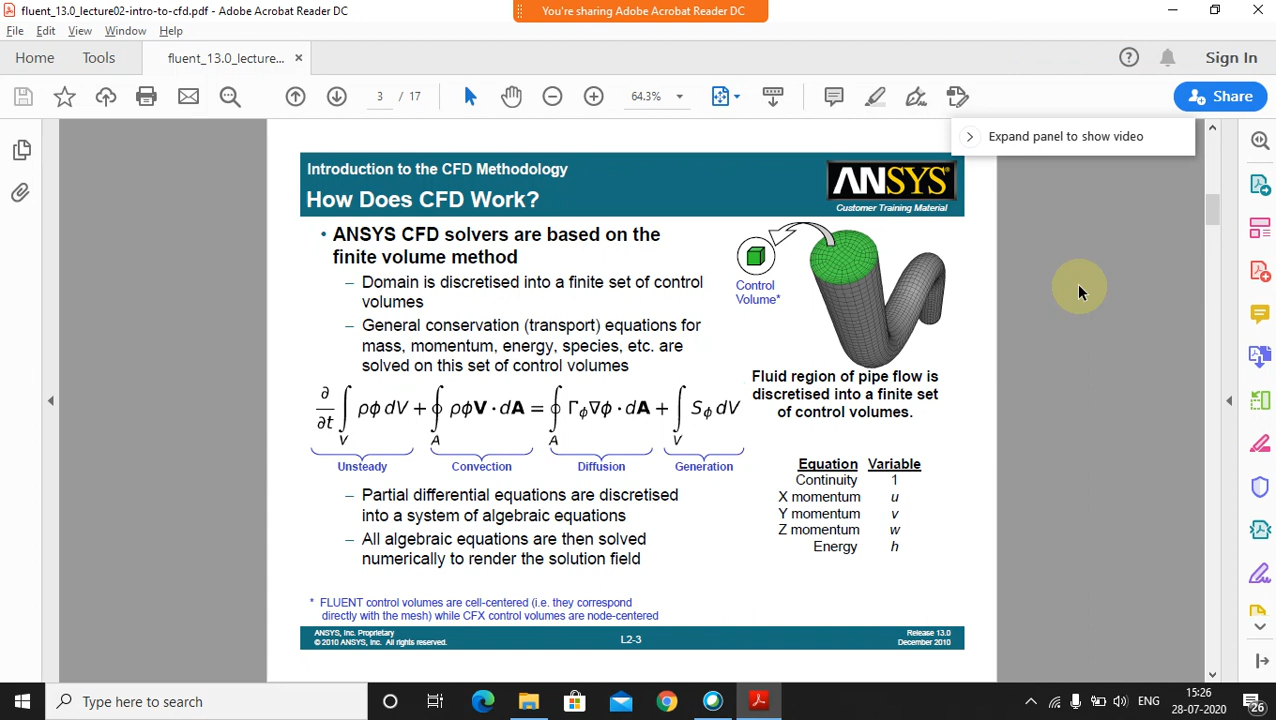 fluent_13.0_lecture02-intro-to-cfd.pdf - Adobe Acrobat Reader DC
You're sharing Adobe Acrobat Reader DC
File Edit View Window Help
Home Tools fluent_13.0_lecture... × Sign In
3 / 17 64.3% Share
Expand panel to show video
Introduction to the CFD Methodology
How Does CFD Work?
ANSYS
Customer Training Material
• ANSYS CFD solvers are based on the
finite volume method
– Domain is discretised into a finite set of control
volumes
– General conservation (transport) equations for
mass, momentum, energy, species, etc. are
solved on this set of control volumes
∂/∂t ∫_V ρϕ dV + ∮_A ρϕV · dA = ∮_A Γ_ϕ∇ϕ · dA + ∫_V S_ϕ dV
Unsteady Convection Diffusion Generation
– Partial differential equations are discretised
into a system of algebraic equations
– All algebraic equations are then solved
numerically to render the solution field
Control
Volume*
Fluid region of pipe flow is
discretised into a finite set
of control volumes.
Equation Variable
Continuity 1
X momentum u
Y momentum v
Z momentum w
Energy h
* FLUENT control volumes are cell-centered (i.e. they correspond
directly with the mesh) while CFX control volumes are node-centered
ANSYS, Inc. Proprietary
© 2010 ANSYS, Inc. All rights reserved.
L2-3
Release 13.0
December 2010
Type here to search
ENG
15:26
28-07-2020
26